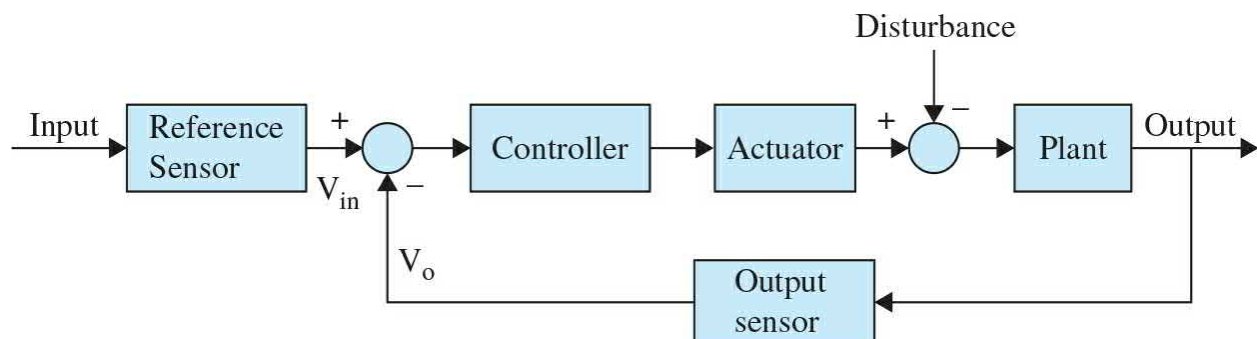 Disturbance
Input
Reference
Sensor
+
V_in
−
Controller
Actuator
+
−
Plant
Output
V_o
Output
sensor